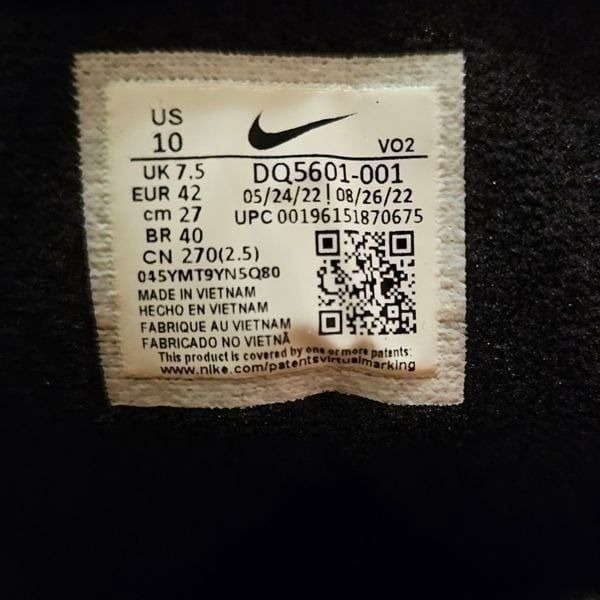 US
10
VO2
UK 7.5
DQ5601-001
EUR 42
05/24/22 | 08/26/22
cm 27
UPC 00196151870675
BR 40
CN 270(2.5)
045YMT9YN5Q80
MADE IN VIETNAM
HECHO EN VIETNAM
FABRIQUE AU VIETNAM
FABRICADO NO VIETNÃ
This product is covered by one or more patents:
www.nike.com/patentsvirtualmarking